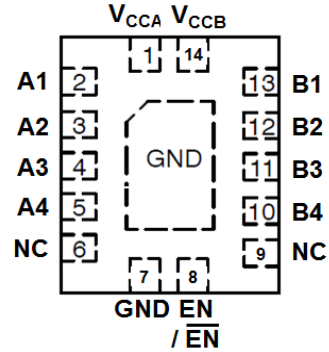 VCCA VCCB
1 14
A1 2 13 B1
A2 3 12 B2
A3 4 GND 11 B3
A4 5 10 B4
NC 6 9 NC
7 8
GND EN
/ E̅N̅